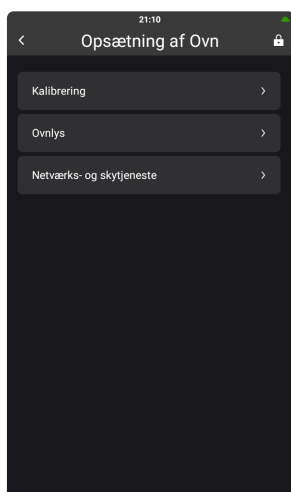 21:10
Opsætning af Ovn
Kalibrering
Ovnlys
Netværks- og skytjeneste